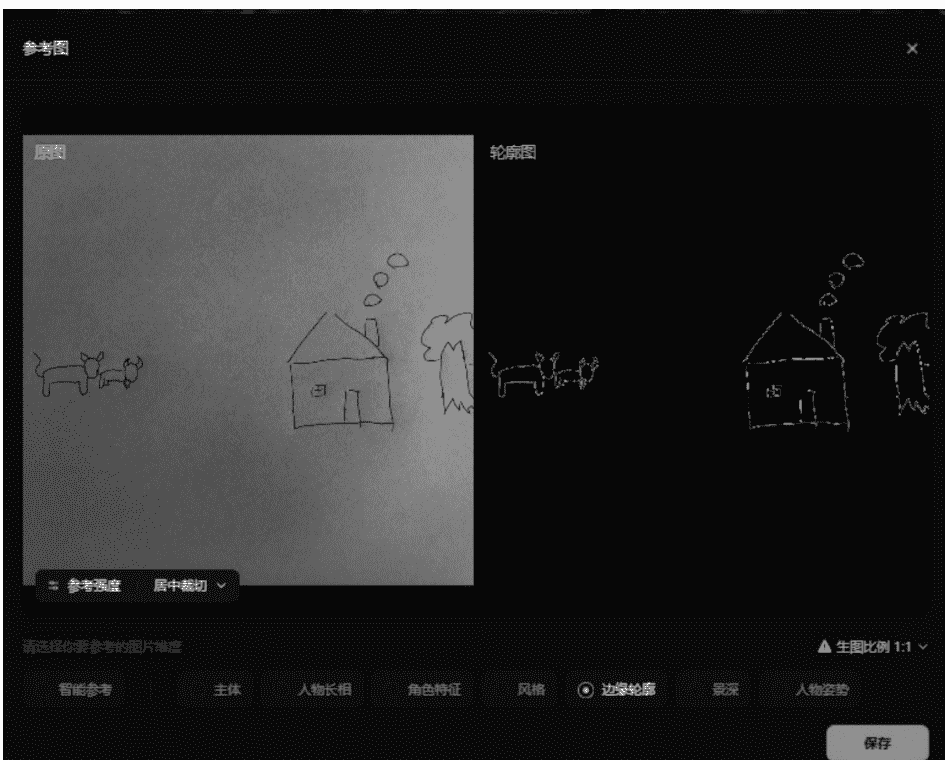 参考图
原图
轮廓图
参考强度 居中裁切
请选择你要参考的图片维度
生图比例 1:1
智能参考 主体 人物长相 角色特征 风格 边缘轮廓 景深 人物姿势
保存